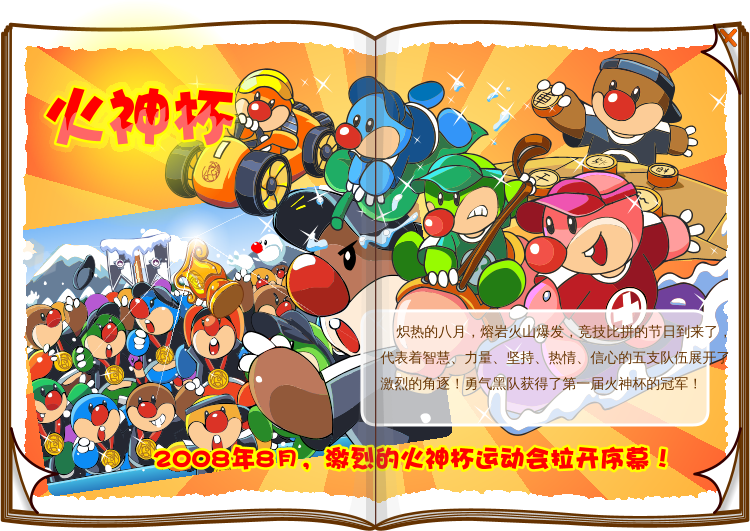 火神杯
炽热的八月，熔岩火山爆发，竞技比拼的节日到来了，
代表着智慧、力量、坚持、热情、信心的五支队伍展开了
激烈的角逐！勇气黑队获得了第一届火神杯的冠军！
2008年8月，激烈的火神杯运动会拉开序幕！